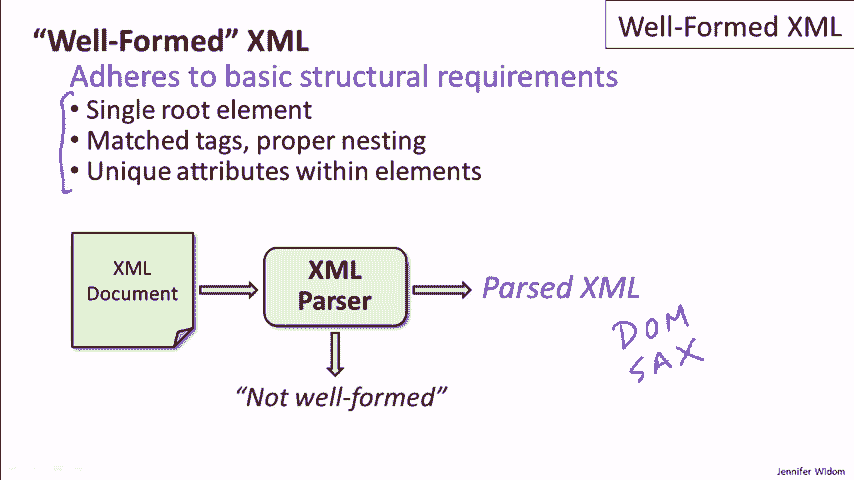 Well-Formed XML
“Well-Formed” XML
Adheres to basic structural requirements
• Single root element
• Matched tags, proper nesting
• Unique attributes within elements
XML
Document
XML
Parser
Parsed XML
DOM
SAX
“Not well-formed”
Jennifer Widom